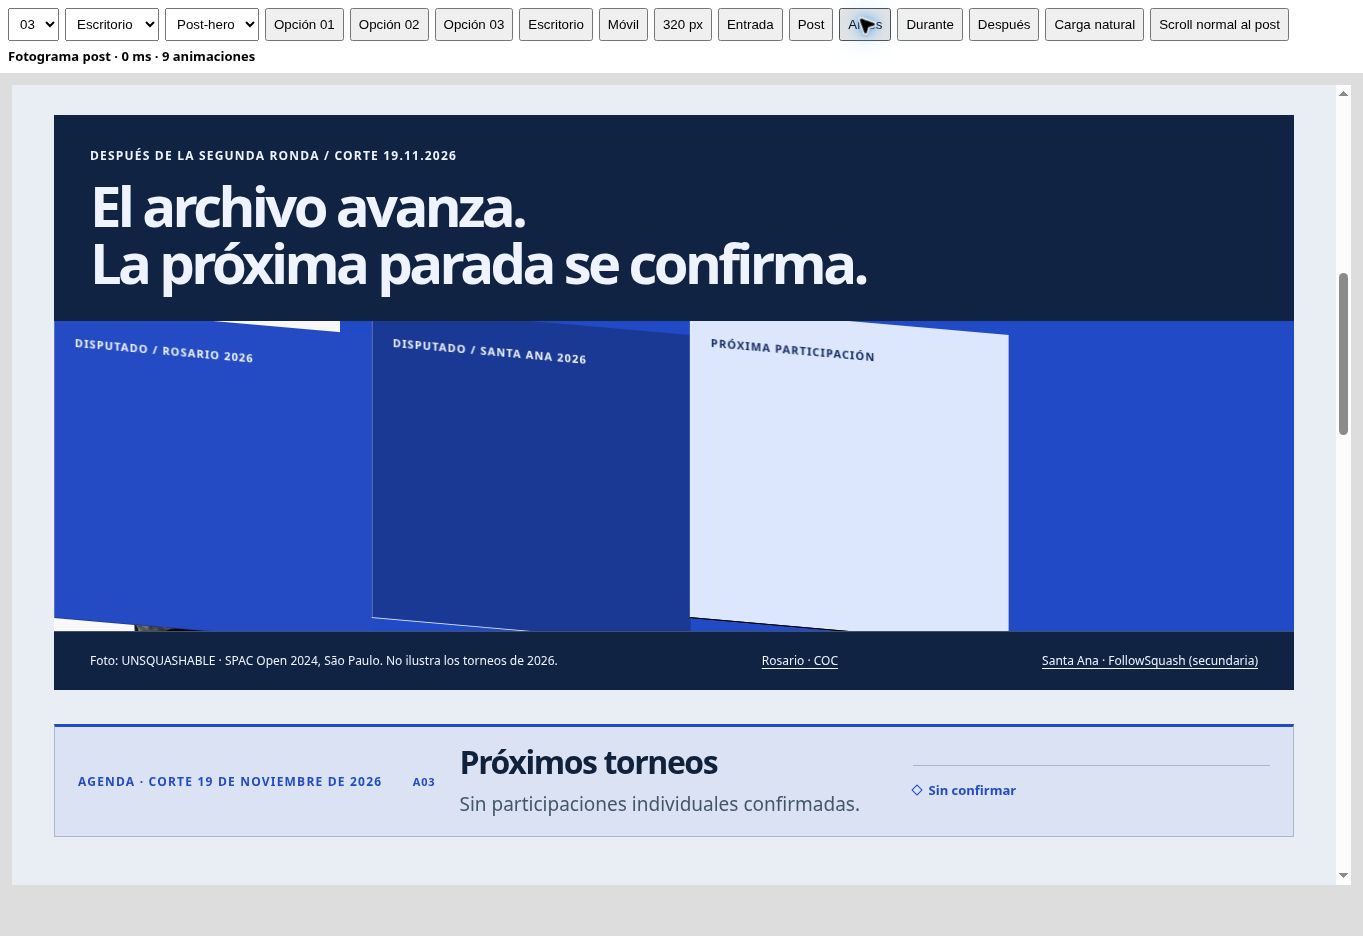 03 Escritorio Post-hero Opción 01 Opción 02 Opción 03 Escritorio Móvil 320 px Entrada Post Durante Después Carga natural Scroll normal al post
Fotograma post · 0 ms · 9 animaciones
DESPUÉS DE LA SEGUNDA RONDA / CORTE 19.11.2026
El archivo avanza.
La próxima parada se confirma.
DISPUTADO / ROSARIO 2026
DISPUTADO / SANTA ANA 2026
PRÓXIMA PARTICIPACIÓN
Foto: UNSQUASHABLE · SPAC Open 2024, São Paulo. No ilustra los torneos de 2026.
Rosario · COC
Santa Ana · FollowSquash (secundaria)
AGENDA · CORTE 19 DE NOVIEMBRE DE 2026
A03
Próximos torneos
Sin participaciones individuales confirmadas.
Sin confirmar